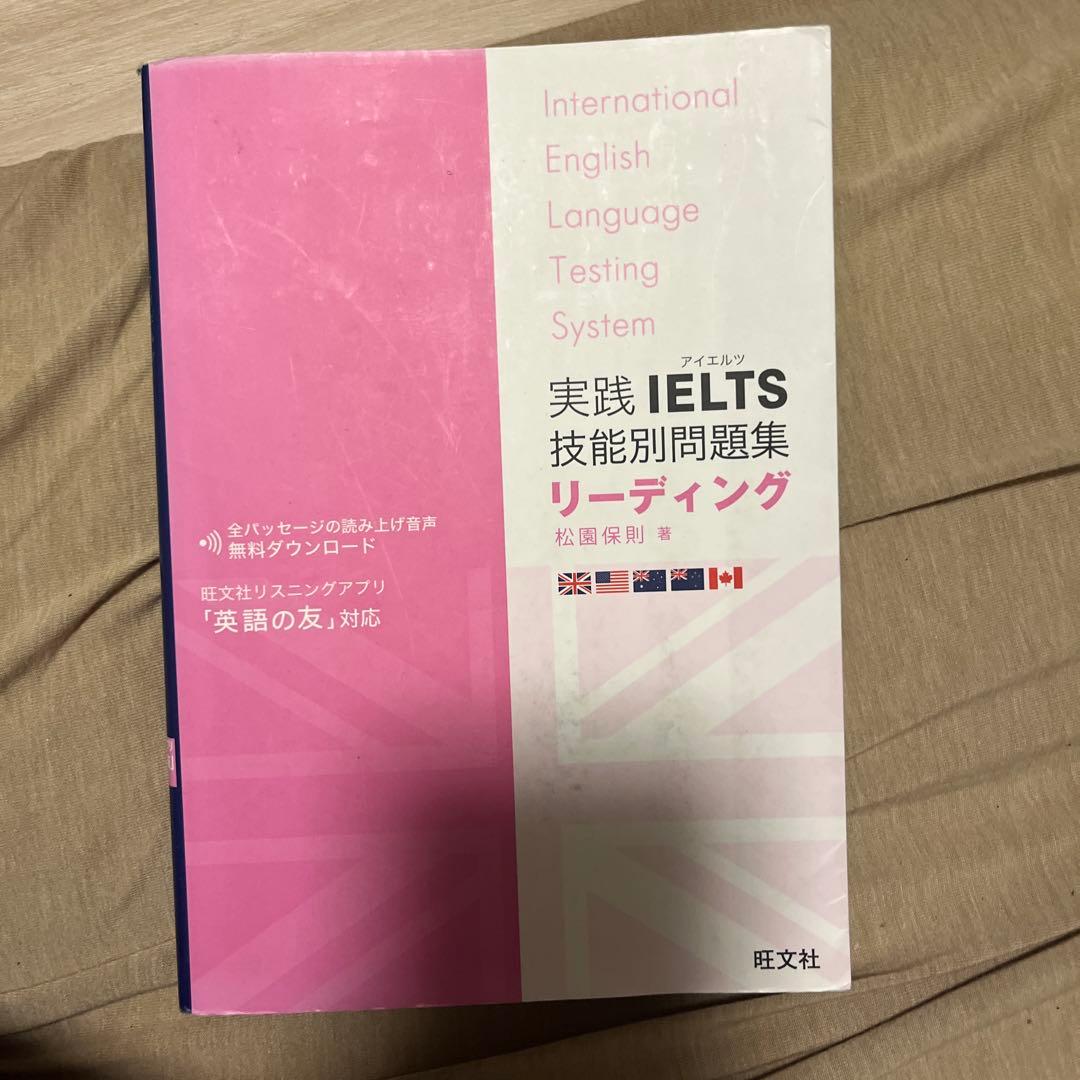 International
English
Language
Testing
System
アイエルツ
実践 IELTS
技能別問題集
リーディング
松園保則 著
全パッセージの読み上げ音声
無料ダウンロード
旺文社リスニングアプリ
「英語の友」対応
旺文社